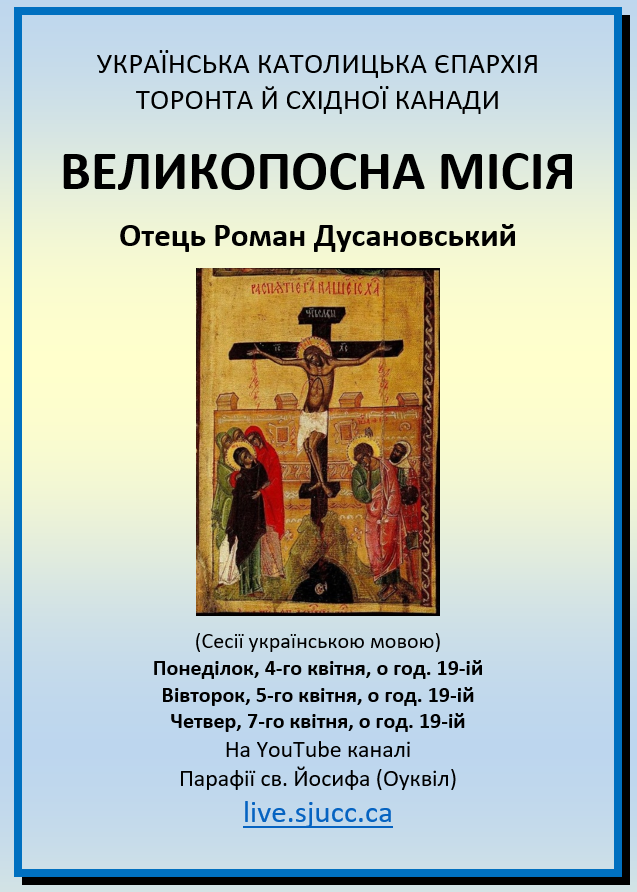 УКРАЇНСЬКА КАТОЛИЦЬКА ЄПАРХІЯ
ТОРОНТА Й СХІДНОЇ КАНАДИ
ВЕЛИКОПОСНА МІСІЯ
Отець Роман Дусановський
(Сесії українською мовою)
Понеділок, 4-го квітня, о год. 19-ій
Вівторок, 5-го квітня, о год. 19-ій
Четвер, 7-го квітня, о год. 19-ій
На YouTube каналі
Парафії св. Йосифа (Оуквіл)
live.sjucc.ca